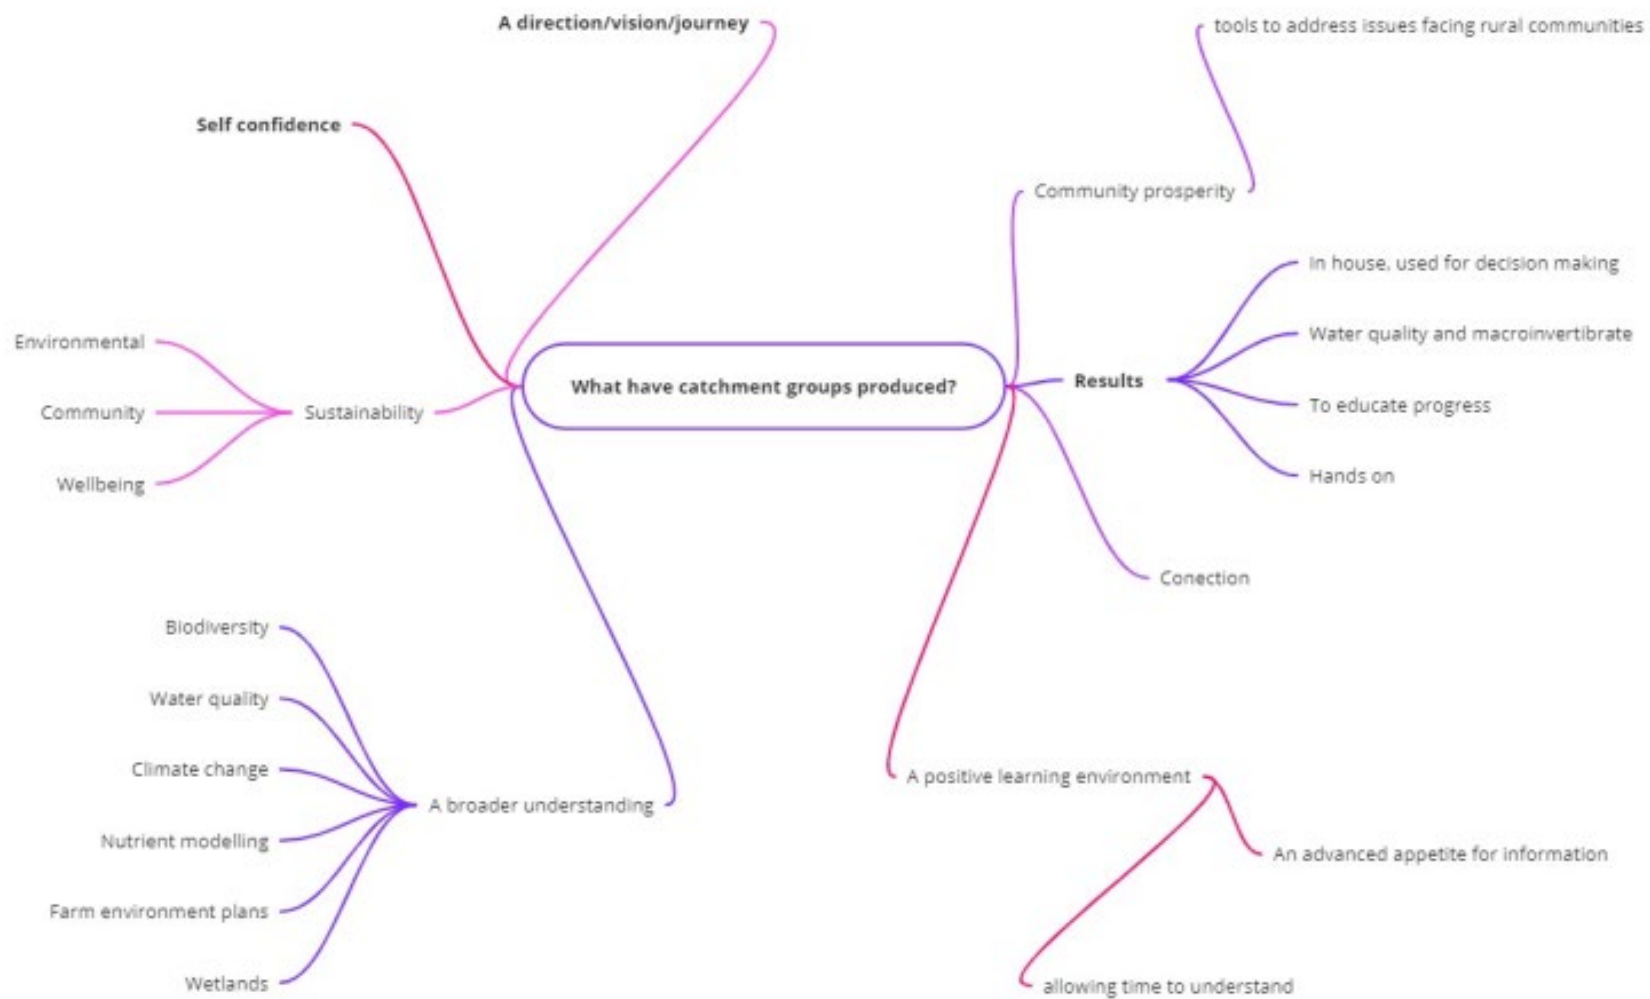 A direction/vision/journey
tools to address issues facing rural communities
Self confidence
Community prosperity
In house, used for decision making
Water quality and macroinvertibrate
Environmental
What have catchment groups produced?
Results
To educate progress
Community
Sustainability
Hands on
Wellbeing
Conection
Biodiversity
Water quality
Climate change
A positive learning environment
A broader understanding
Nutrient modelling
An advanced appetite for information
Farm environment plans
Wetlands
allowing time to understand